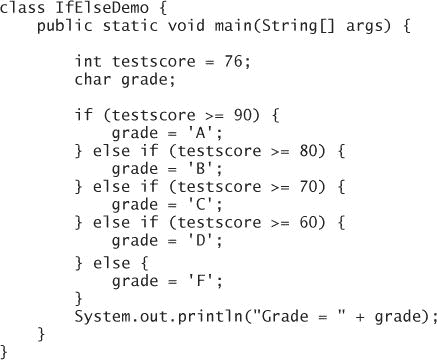 class IfElseDemo {
    public static void main(String[] args) {

        int testscore = 76;
        char grade;

        if (testscore >= 90) {
            grade = 'A';
        } else if (testscore >= 80) {
            grade = 'B';
        } else if (testscore >= 70) {
            grade = 'C';
        } else if (testscore >= 60) {
            grade = 'D';
        } else {
            grade = 'F';
        }
        System.out.println("Grade = " + grade);
    }
}